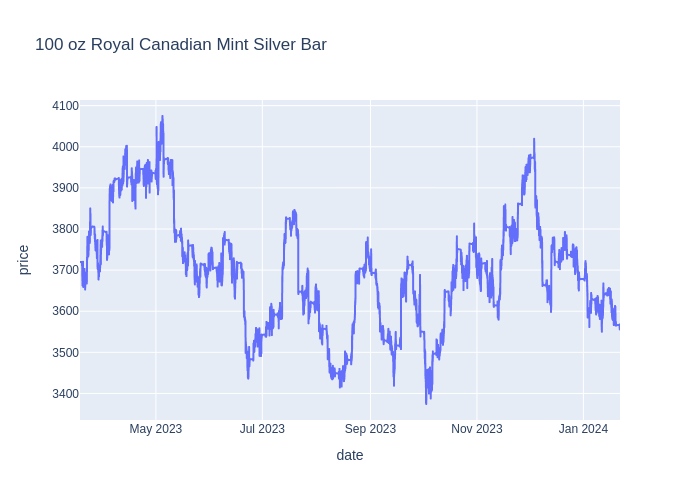 100 oz Royal Canadian Mint Silver Bar
4100
4000
3900
3800
3700
3600
3500
3400
price
May 2023
Jul 2023
Sep 2023
Nov 2023
Jan 2024
date